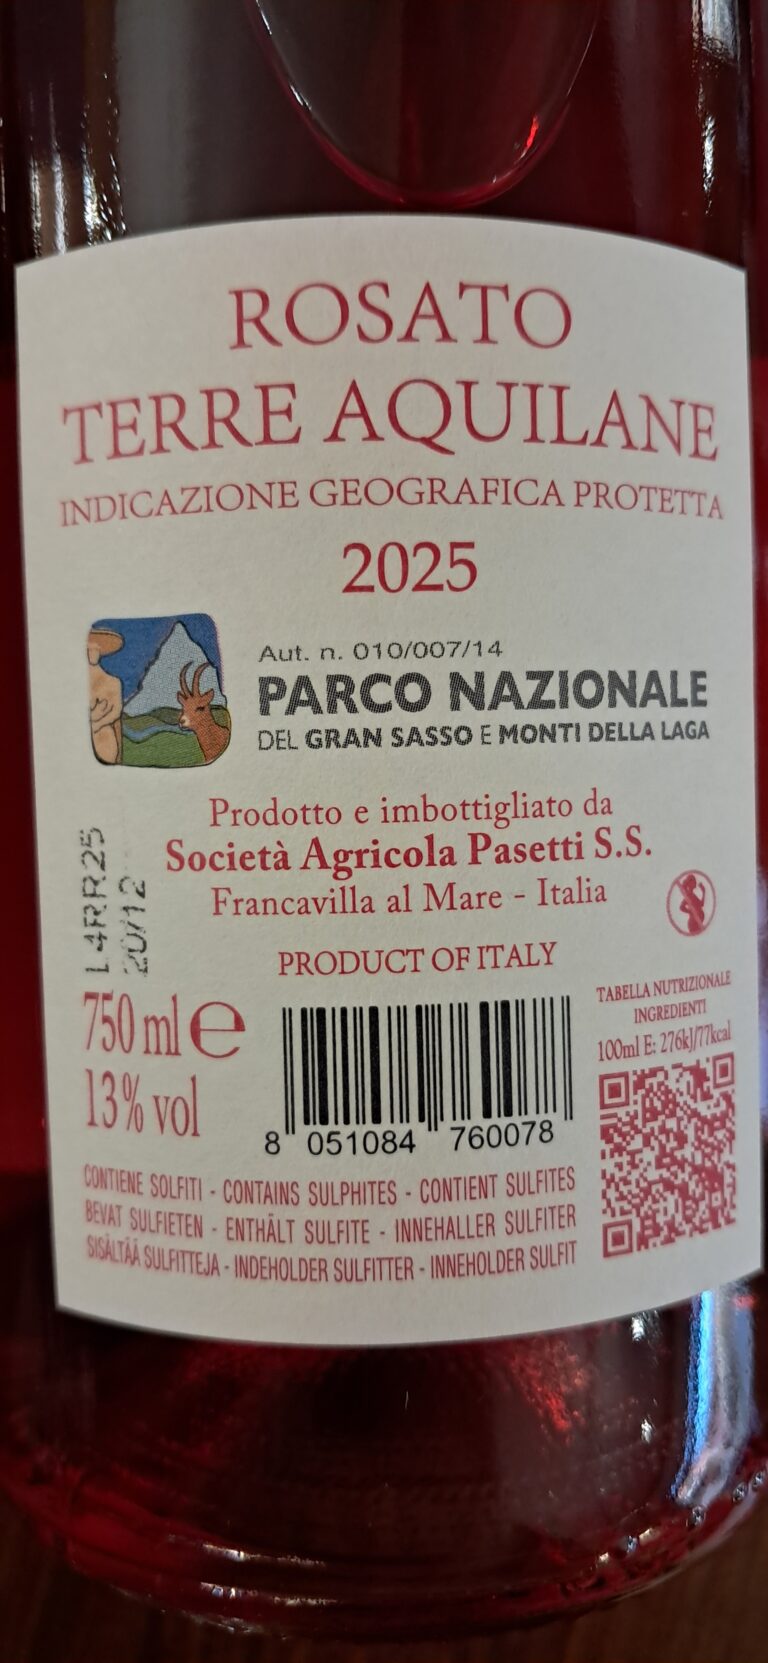 ROSATO
TERRE AQUILANE
INDICAZIONE GEOGRAFICA PROTETTA
2025
Aut. n. 010/007/14
PARCO NAZIONALE
DEL GRAN SASSO E MONTI DELLA LAGA
Prodotto e imbottigliato da
Società Agricola Pasetti S.S.
Francavilla al Mare - Italia
L4RR25
20/12
PRODUCT OF ITALY
750 ml e
13% vol
8 051084 760078
TABELLA NUTRIZIONALE
INGREDIENTI
100ml E: 276kJ/77kcal
CONTIENE SOLFITI - CONTAINS SULPHITES - CONTIENT SULFITES
BEVAT SULFIETEN - ENTHÄLT SULFITE - INNEHALLER SULFITER
SISÄLTÄÄ SULFITTEJA - INDEHOLDER SULFITTER - INNEHOLDER SULFIT